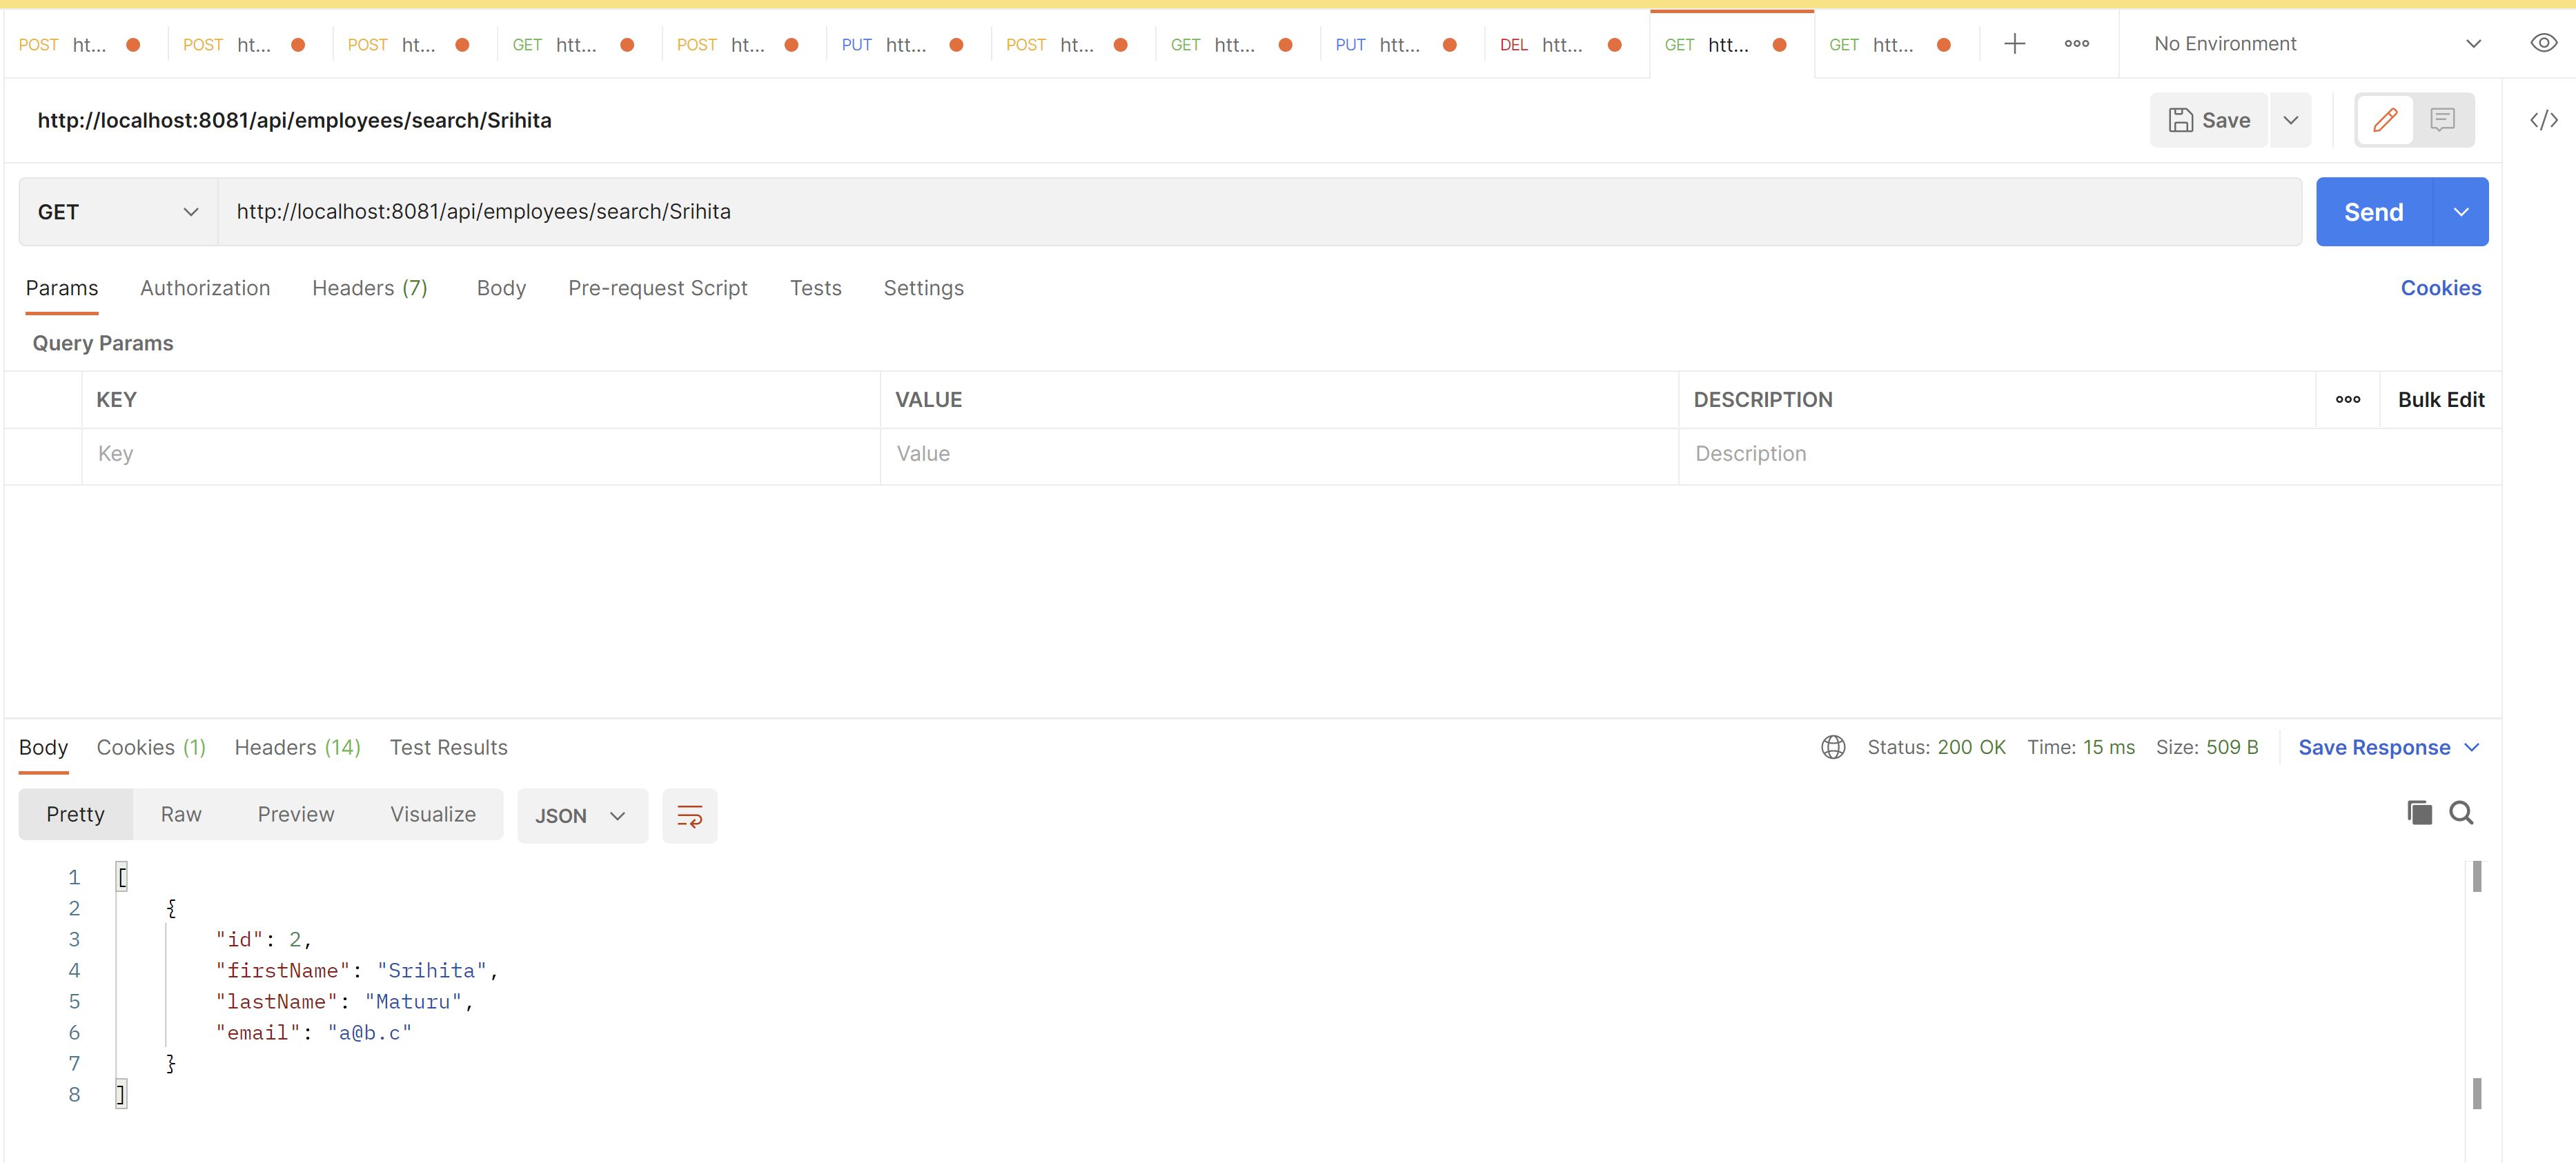 POST ht... POST ht... POST ht... GET htt... POST ht... PUT htt... POST ht... GET htt... PUT htt... DEL htt... GET htt... GET htt... No Environment
http://localhost:8081/api/employees/search/Srihita Save
GET http://localhost:8081/api/employees/search/Srihita Send
Params Authorization Headers (7) Body Pre-request Script Tests Settings Cookies
Query Params
KEY VALUE DESCRIPTION Bulk Edit
Key Value Description
Body Cookies (1) Headers (14) Test Results Status: 200 OK Time: 15 ms Size: 509 B Save Response
Pretty Raw Preview Visualize JSON
1 [
2 {
3 "id": 2,
4 "firstName": "Srihita",
5 "lastName": "Maturu",
6 "email": "a@b.c"
7 }
8 ]